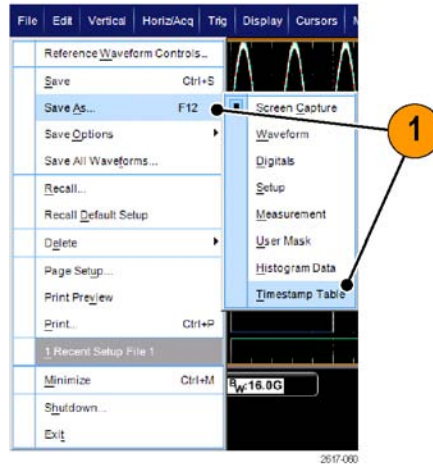 File Edit Vertical Horiz/Acq Trig Display Cursors
Reference Waveform Controls...
Save Ctrl+S
Save As... F12
Save Options
Save All Waveforms...
Recall...
Recall Default Setup
Delete
Page Setup...
Print Preview
Print... Ctrl+P
1 Recent Setup File 1
Minimize Ctrl+M
Shutdown...
Exit
Screen Capture
Waveform
Digitals
Setup
Measurement
User Mask
Histogram Data
Timestamp Table
1
BW:16.0G
2617-060